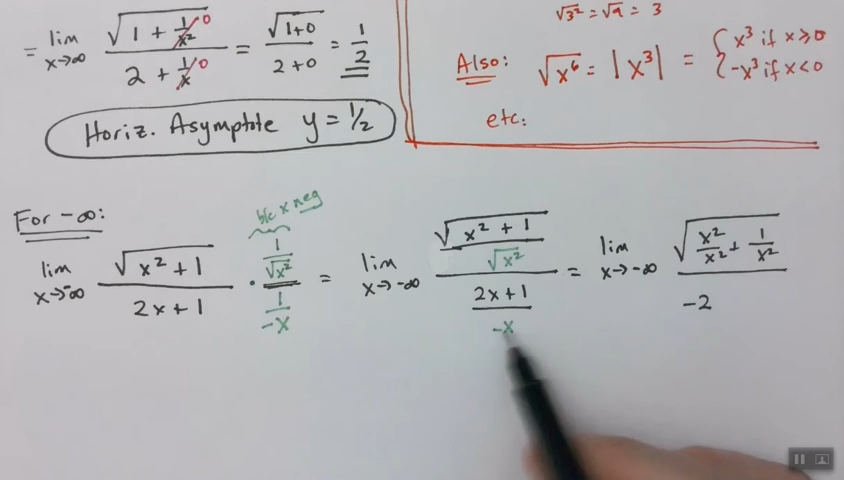 √3² = √9 = 3
= lim x→∞ √(1 + 1/x² 0) / (2 + 1/x 0) = √(1+0) / (2+0) = 1/2
Also: √x⁶ = |x³| = { x³ if x ≥ 0
-x³ if x < 0
Horiz. Asymptote y = 1/2
etc.
For -∞:
b/c x neg
lim x→-∞ √(x² + 1) / (2x + 1) · (1/√x²) / (1/-x) = lim x→-∞ (√(x² + 1) / √x²) / ((2x + 1) / -x) = lim x→-∞ √(x²/x² + 1/x²) / -2